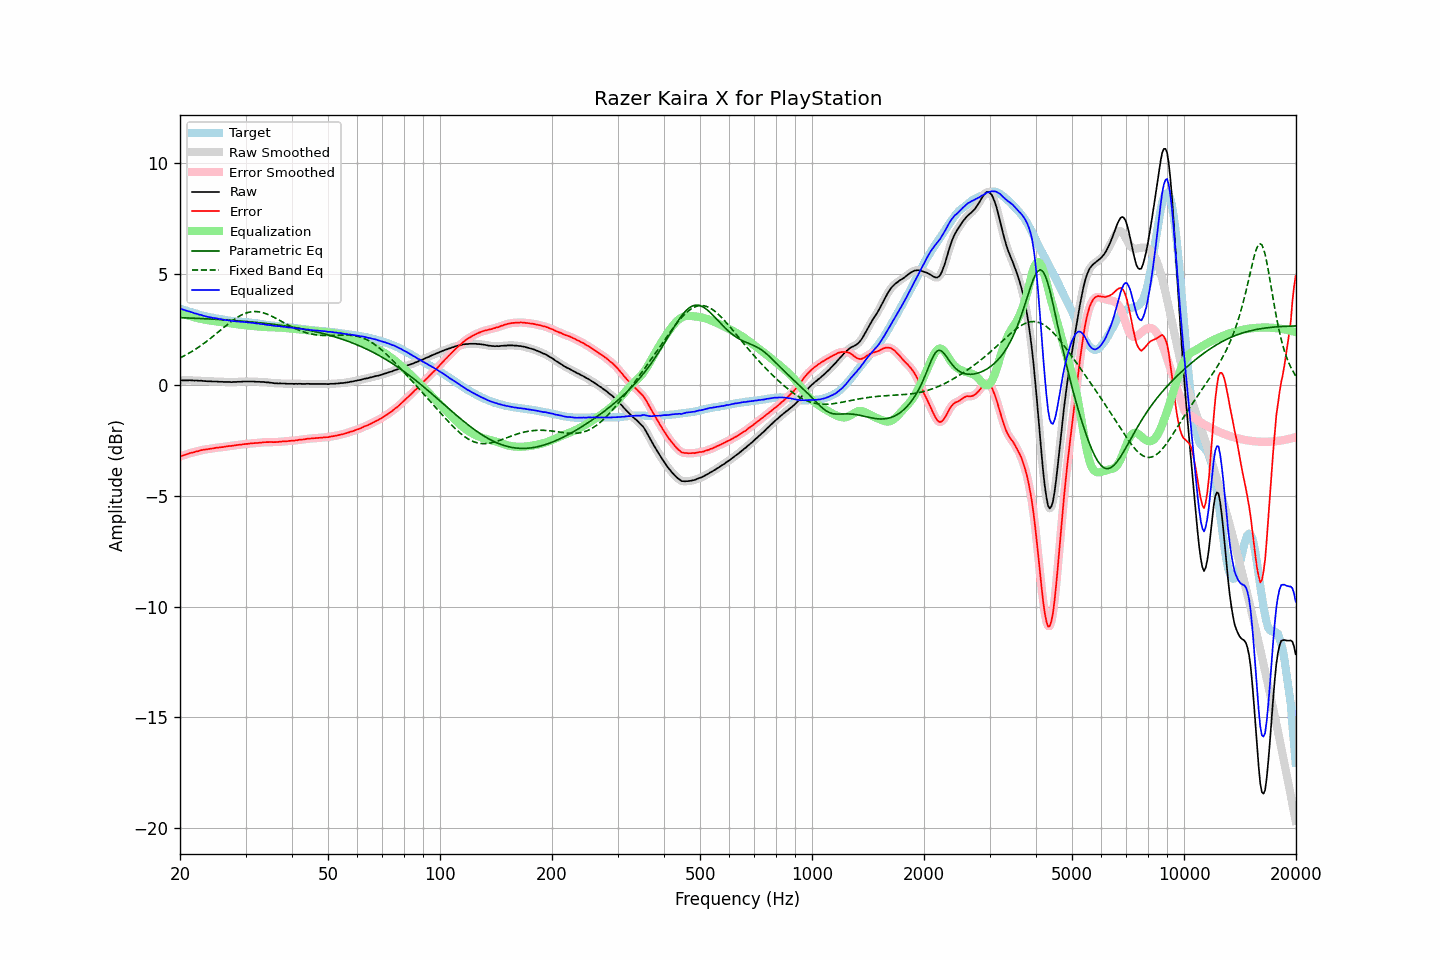 Razer Kaira X for PlayStation
Target
Raw Smoothed
Error Smoothed
Raw
Error
Equalization
Parametric Eq
Fixed Band Eq
Equalized
10
5
0
−5
−10
−15
−20
Amplitude (dBr)
20
50
100
200
500
1000
2000
5000
10000
20000
Frequency (Hz)